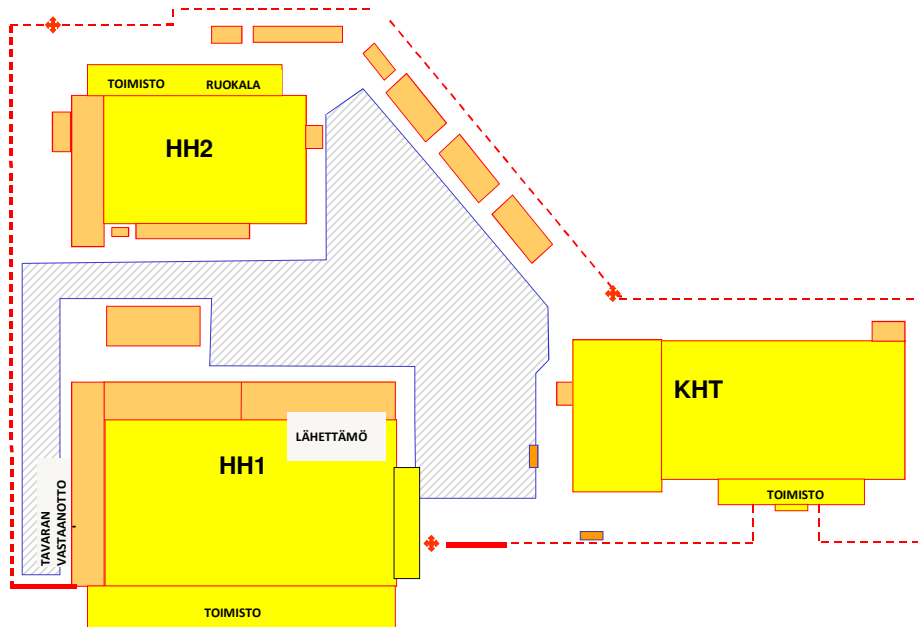 TOIMISTO
RUOKALA
HH2
KHT
LÄHETTÄMÖ
HH1
TAVARAN
VASTAANOTTO
TOIMISTO
TOIMISTO